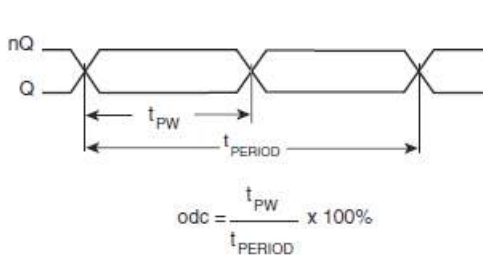 nQ
Q
tPW
tPERIOD
odc = tPW / tPERIOD x 100%